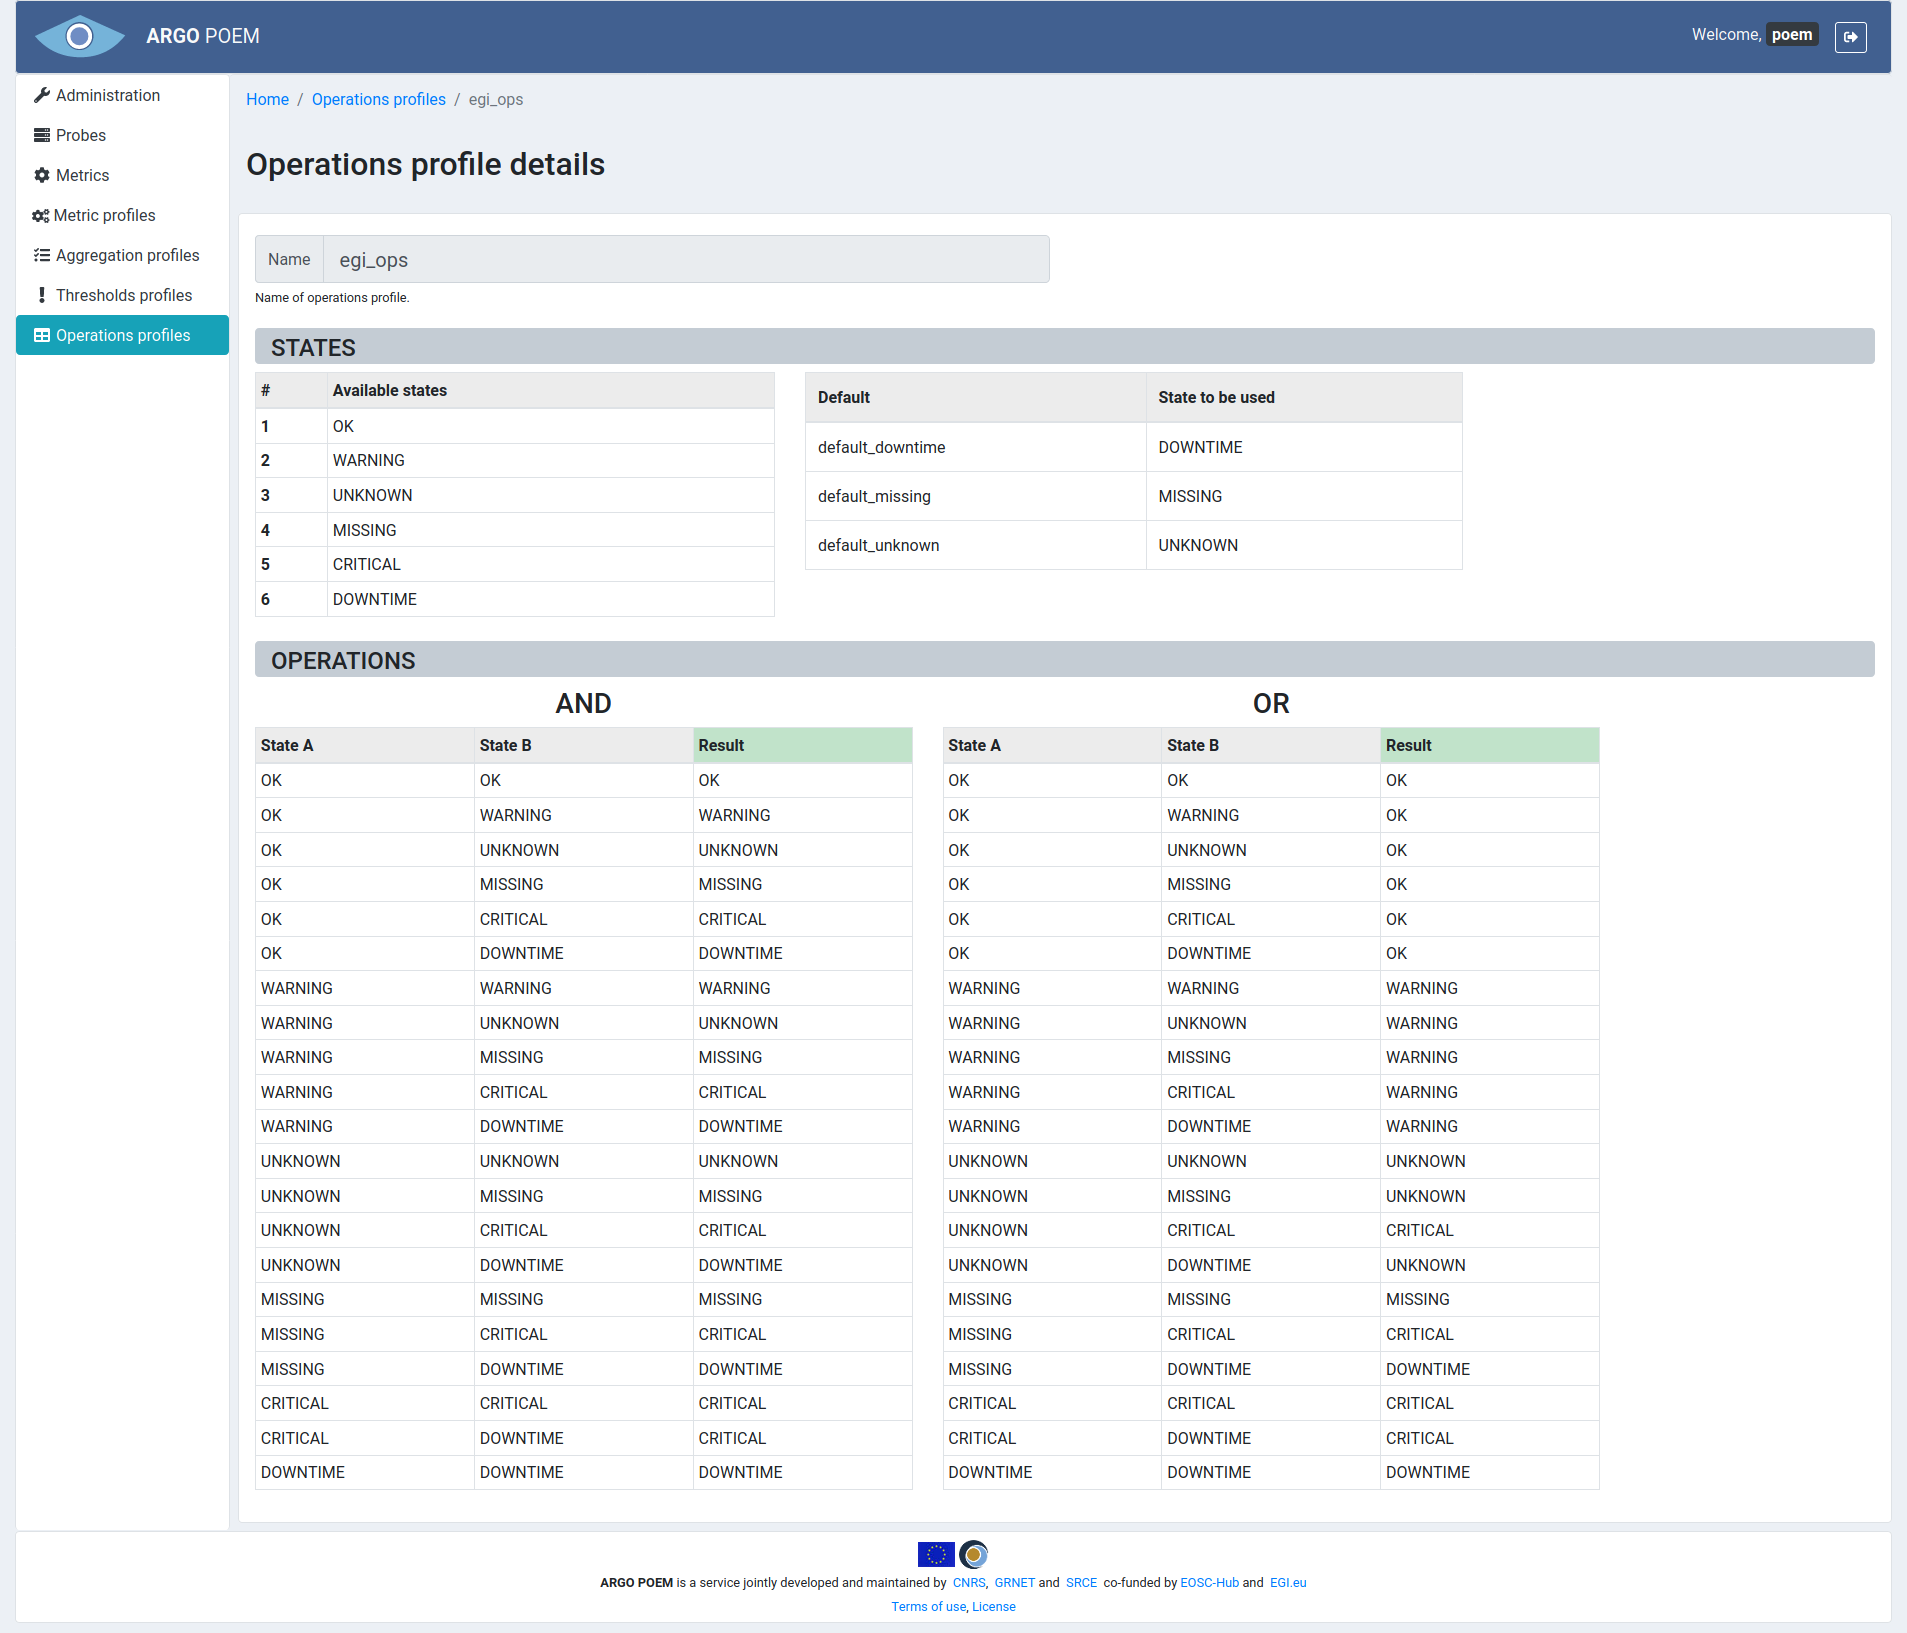 ARGO POEM
Welcome, poem
Administration
Probes
Metrics
Metric profiles
Aggregation profiles
Thresholds profiles
Operations profiles
Home / Operations profiles / egi_ops
Operations profile details
Name egi_ops
Name of operations profile.
STATES
# Available states
1 OK
2 WARNING
3 UNKNOWN
4 MISSING
5 CRITICAL
6 DOWNTIME
Default State to be used
default_downtime DOWNTIME
default_missing MISSING
default_unknown UNKNOWN
OPERATIONS
AND
State A State B Result
OK OK OK
OK WARNING WARNING
OK UNKNOWN UNKNOWN
OK MISSING MISSING
OK CRITICAL CRITICAL
OK DOWNTIME DOWNTIME
WARNING WARNING WARNING
WARNING UNKNOWN UNKNOWN
WARNING MISSING MISSING
WARNING CRITICAL CRITICAL
WARNING DOWNTIME DOWNTIME
UNKNOWN UNKNOWN UNKNOWN
UNKNOWN MISSING MISSING
UNKNOWN CRITICAL CRITICAL
UNKNOWN DOWNTIME DOWNTIME
MISSING MISSING MISSING
MISSING CRITICAL CRITICAL
MISSING DOWNTIME DOWNTIME
CRITICAL CRITICAL CRITICAL
CRITICAL DOWNTIME CRITICAL
DOWNTIME DOWNTIME DOWNTIME
OR
State A State B Result
OK OK OK
OK WARNING OK
OK UNKNOWN OK
OK MISSING OK
OK CRITICAL OK
OK DOWNTIME OK
WARNING WARNING WARNING
WARNING UNKNOWN WARNING
WARNING MISSING WARNING
WARNING CRITICAL WARNING
WARNING DOWNTIME WARNING
UNKNOWN UNKNOWN UNKNOWN
UNKNOWN MISSING UNKNOWN
UNKNOWN CRITICAL CRITICAL
UNKNOWN DOWNTIME UNKNOWN
MISSING MISSING MISSING
MISSING CRITICAL CRITICAL
MISSING DOWNTIME DOWNTIME
CRITICAL CRITICAL CRITICAL
CRITICAL DOWNTIME CRITICAL
DOWNTIME DOWNTIME DOWNTIME
ARGO POEM is a service jointly developed and maintained by CNRS, GRNET and SRCE co-funded by EOSC-Hub and EGI.eu
Terms of use, License